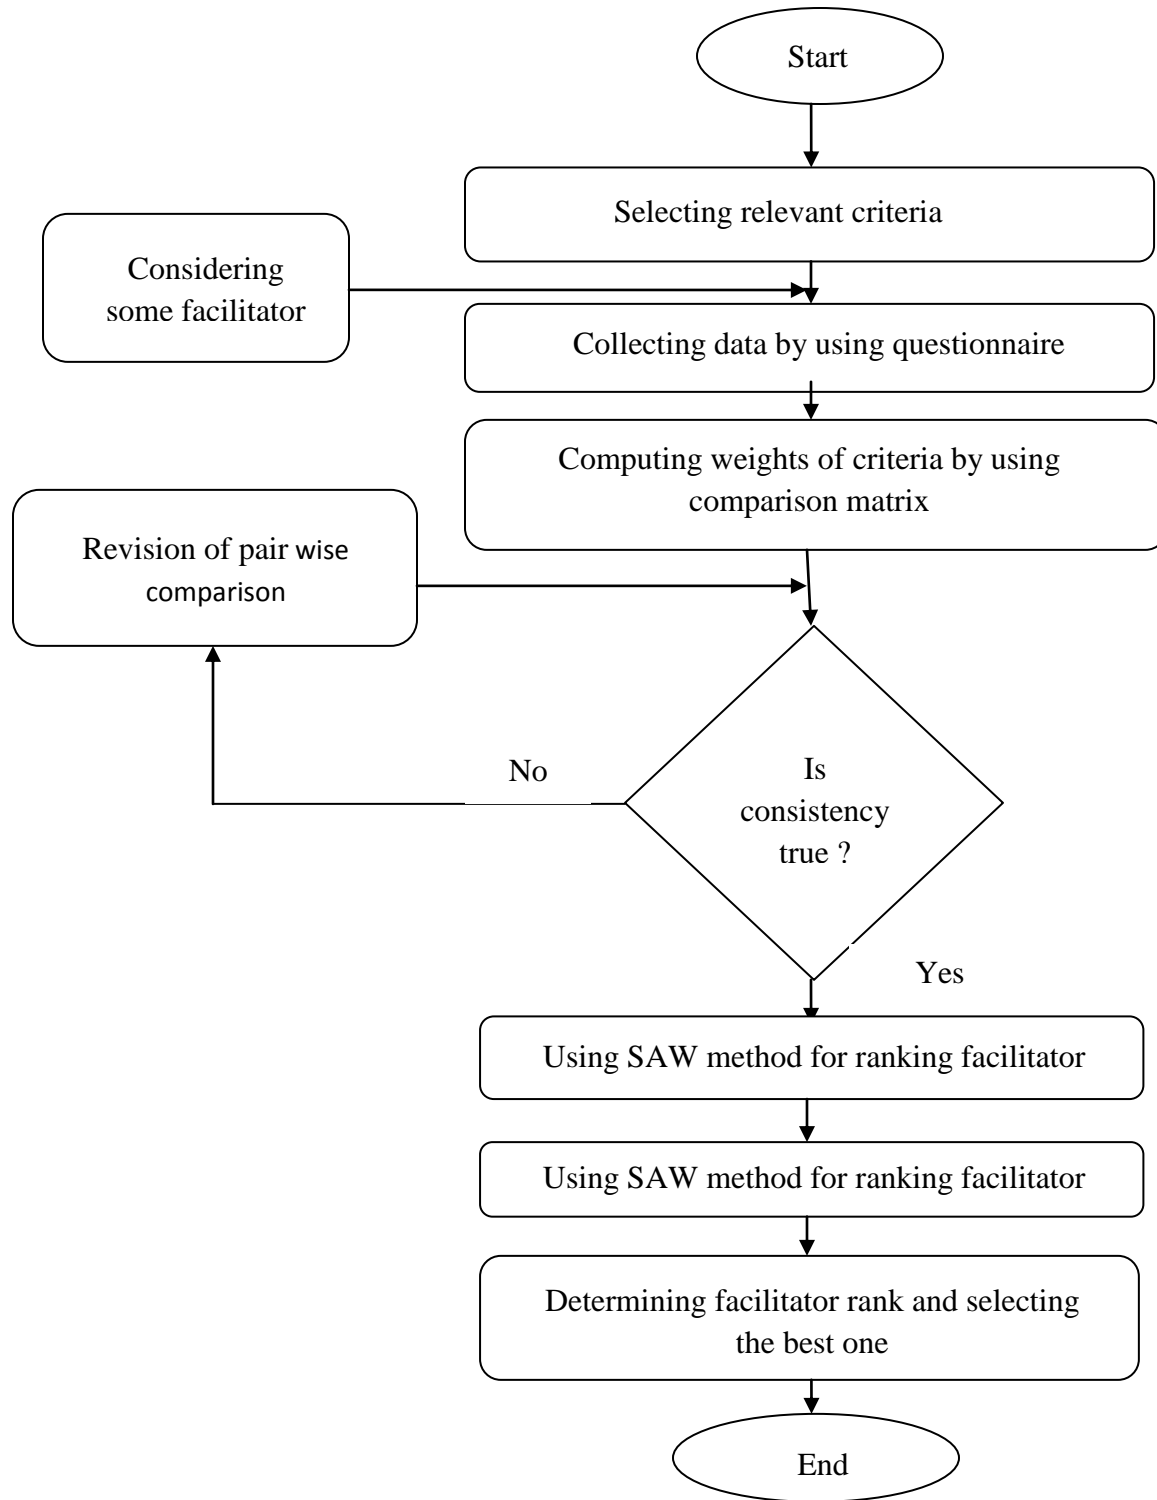 Start
Selecting relevant criteria
Considering
some facilitator
Collecting data by using questionnaire
Computing weights of criteria by using
comparison matrix
Revision of pair wise
comparison
No
Is
consistency
true ?
Yes
Using SAW method for ranking facilitator
Using SAW method for ranking facilitator
Determining facilitator rank and selecting
the best one
End